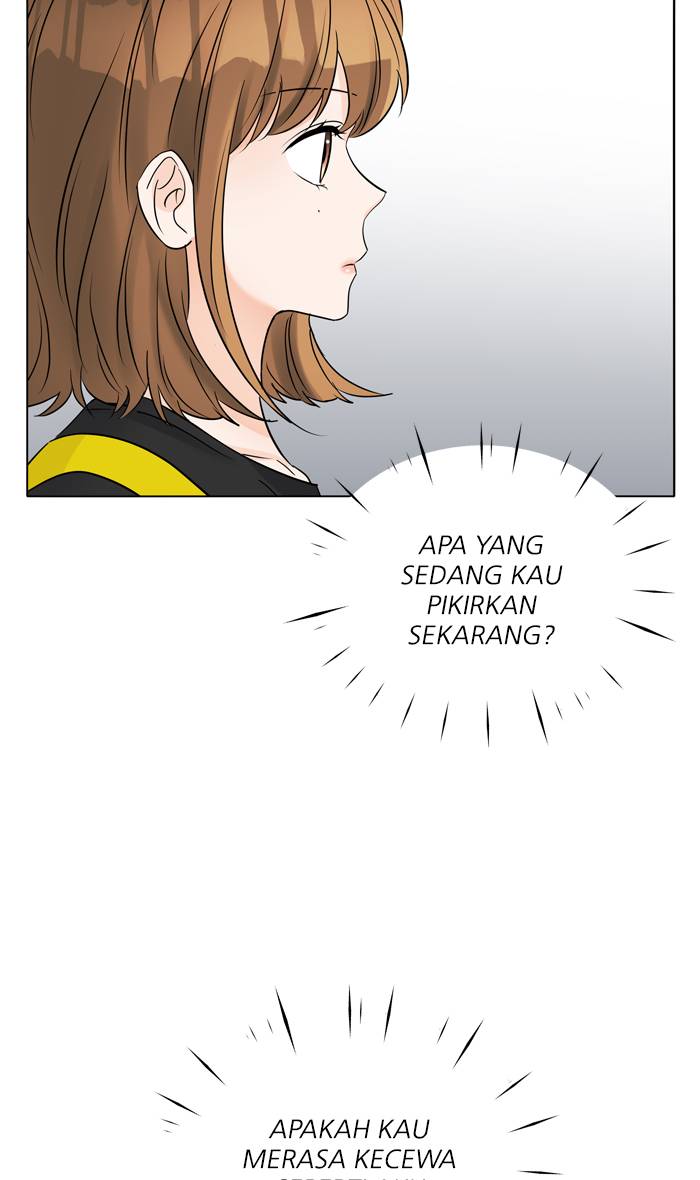 APA YANG
SEDANG KAU
PIKIRKAN
SEKARANG?
APAKAH KAU
MERASA KECEWA